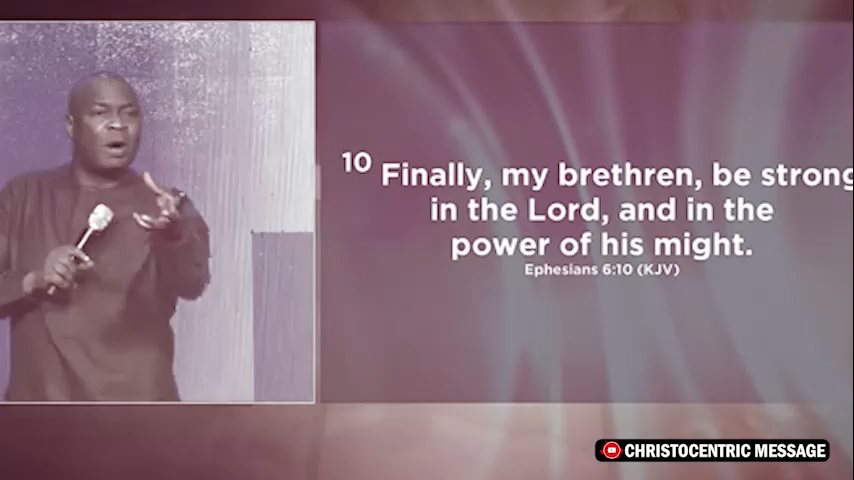 10 Finally, my brethren, be strong
in the Lord, and in the
power of his might.
Ephesians 6:10 (KJV)
CHRISTOCENTRIC MESSAGE